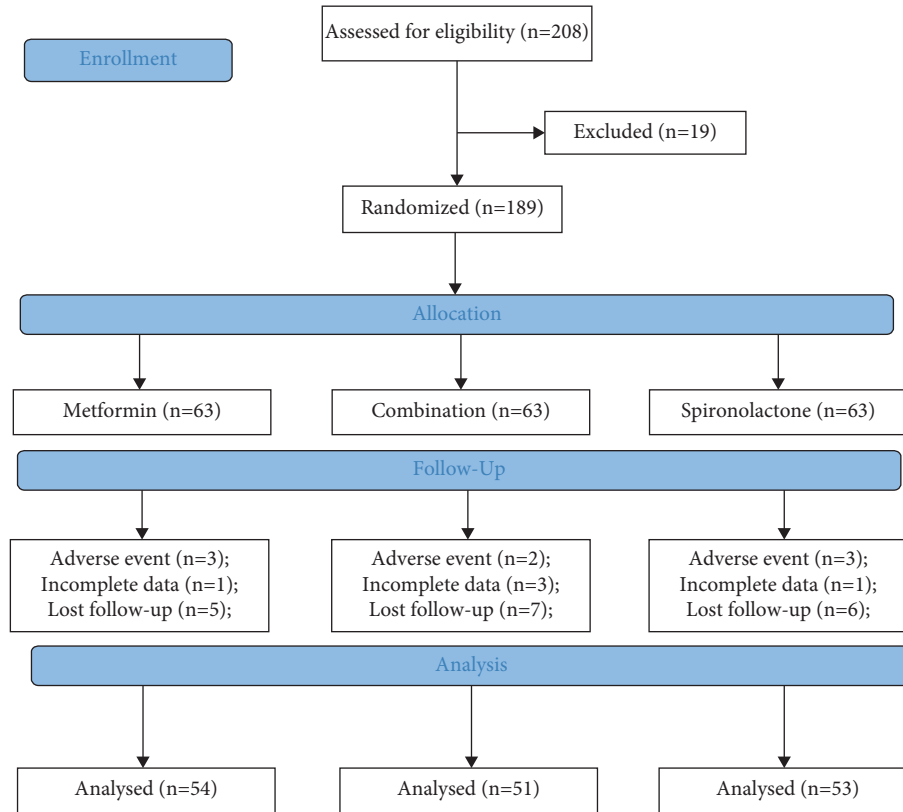 Assessed for eligibility (n=208)
Enrollment
Excluded (n=19)
Randomized (n=189)
Allocation
Metformin (n=63)
Combination (n=63)
Spironolactone (n=63)
Follow-Up
Adverse event (n=3);
Incomplete data (n=1);
Lost follow-up (n=5);
Adverse event (n=2);
Incomplete data (n=3);
Lost follow-up (n=7);
Adverse event (n=3);
Incomplete data (n=1);
Lost follow-up (n=6);
Analysis
Analysed (n=54)
Analysed (n=51)
Analysed (n=53)